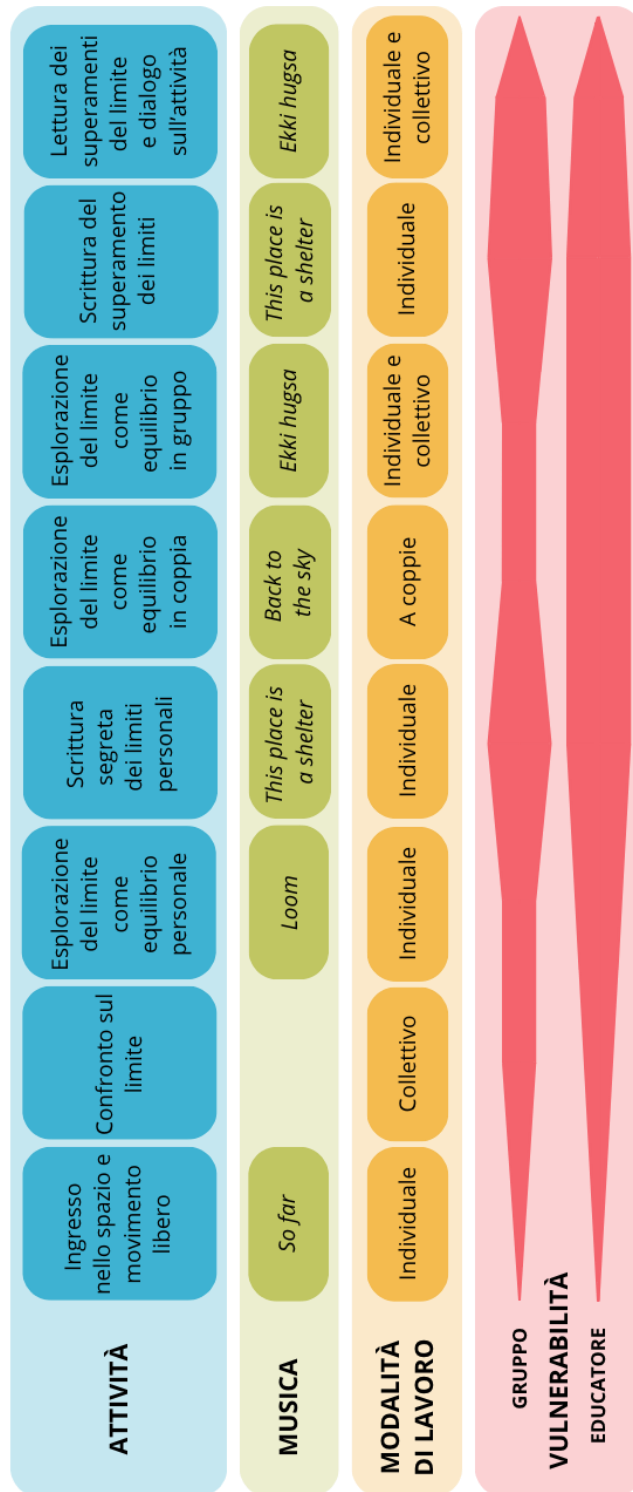 ATTIVITÀ
Ingresso
nello spazio e
movimento
libero
Confronto sul
limite
Esplorazione
del limite
come
equilibrio
personale
Scrittura
segreta
dei limiti
personali
Esplorazione
del limite
come
equilibrio
in coppia
Esplorazione
del limite
come
equilibrio
in gruppo
Scrittura del
superamento
dei limiti
Lettura dei
superamenti
del limite
e dialogo
sull'attività
MUSICA
So far
Loom
This place is
a shelter
Back to
the sky
Ekki hugsa
This place is
a shelter
Ekki hugsa
MODALITÀ
DI LAVORO
Individuale
Collettivo
Individuale
Individuale
A coppie
Individuale e
collettivo
Individuale
Individuale e
collettivo
GRUPPO
VULNERABILITÀ
EDUCATORE